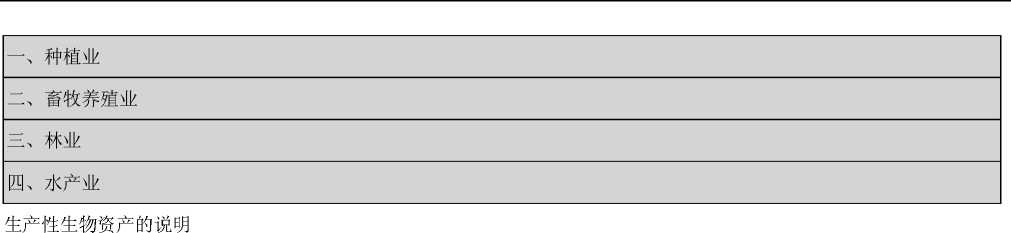 一、种植业
二、畜牧养殖业
三、林业
四、水产业
生产性生物资产的说明